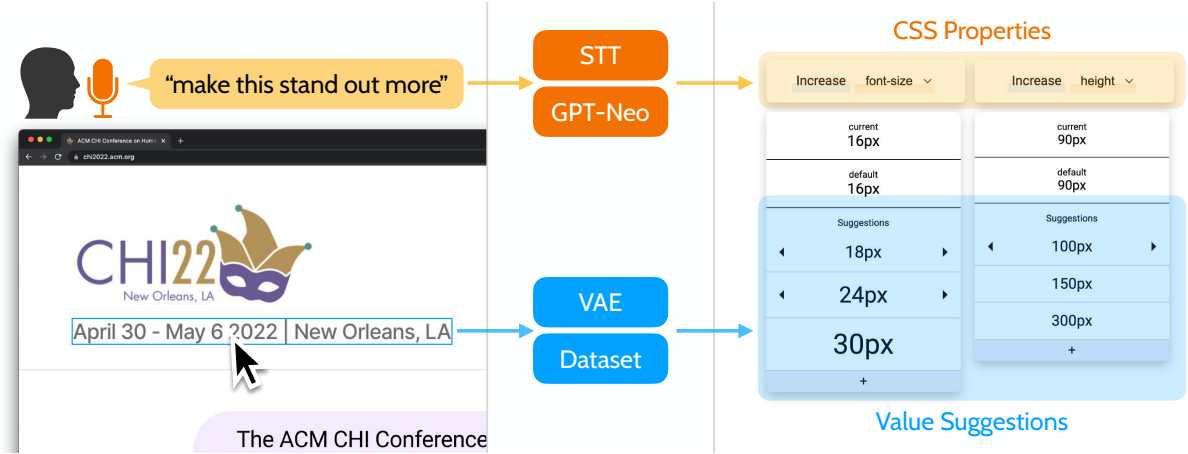 “make this stand out more”
ACM CHI Conference on Huma
chi2022.acm.org
CHI22
New Orleans, LA
April 30 - May 6 2022 | New Orleans, LA
The ACM CHI Conference
STT
GPT-Neo
VAE
Dataset
CSS Properties
Increase font-size
current
16px
default
16px
Suggestions
18px
24px
30px
+
Increase height
current
90px
default
90px
Suggestions
100px
150px
300px
+
Value Suggestions